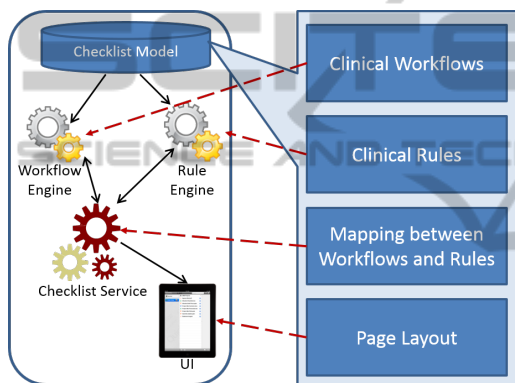 Checklist Model
Workflow
Engine
Rule
Engine
Checklist Service
UI
Clinical Workflows
Clinical Rules
Mapping between
Workflows and Rules
Page Layout